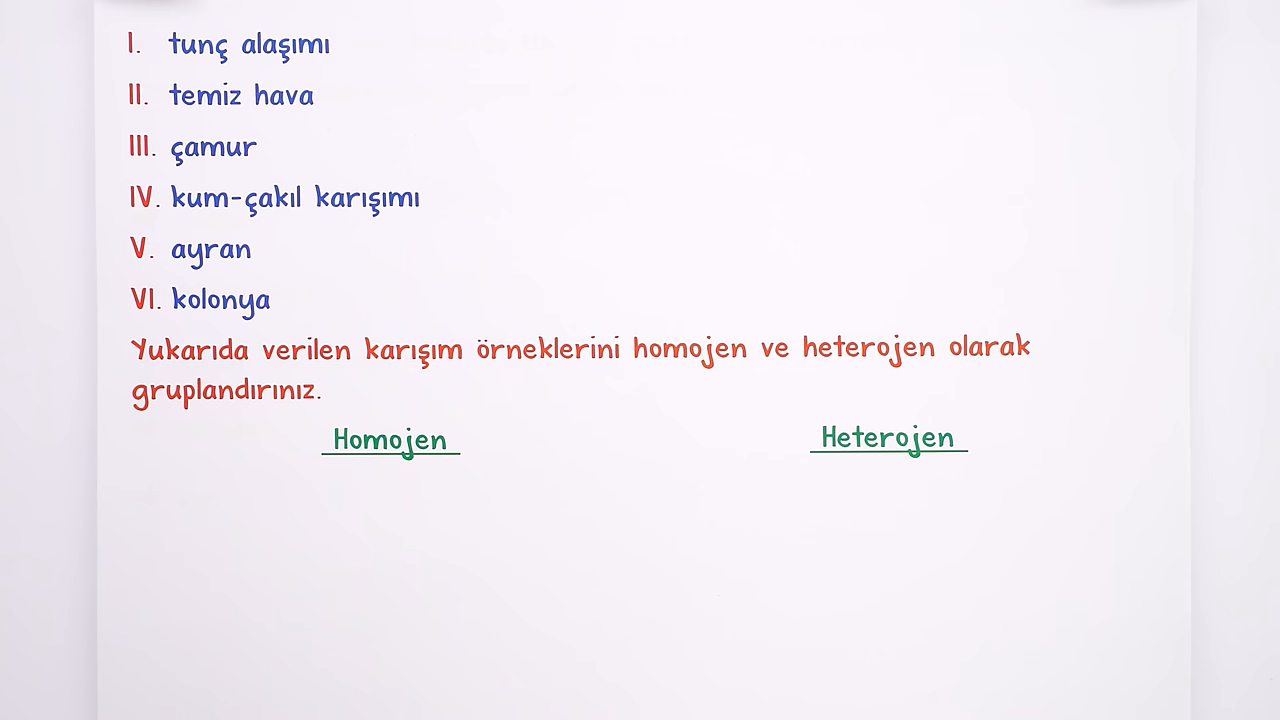 I. tunç alaşımı
II. temiz hava
III. çamur
IV. kum-çakıl karışımı
V. ayran
VI. kolonya
Yukarıda verilen karışım örneklerini homojen ve heterojen olarak
gruplandırınız.
Homojen Heterojen